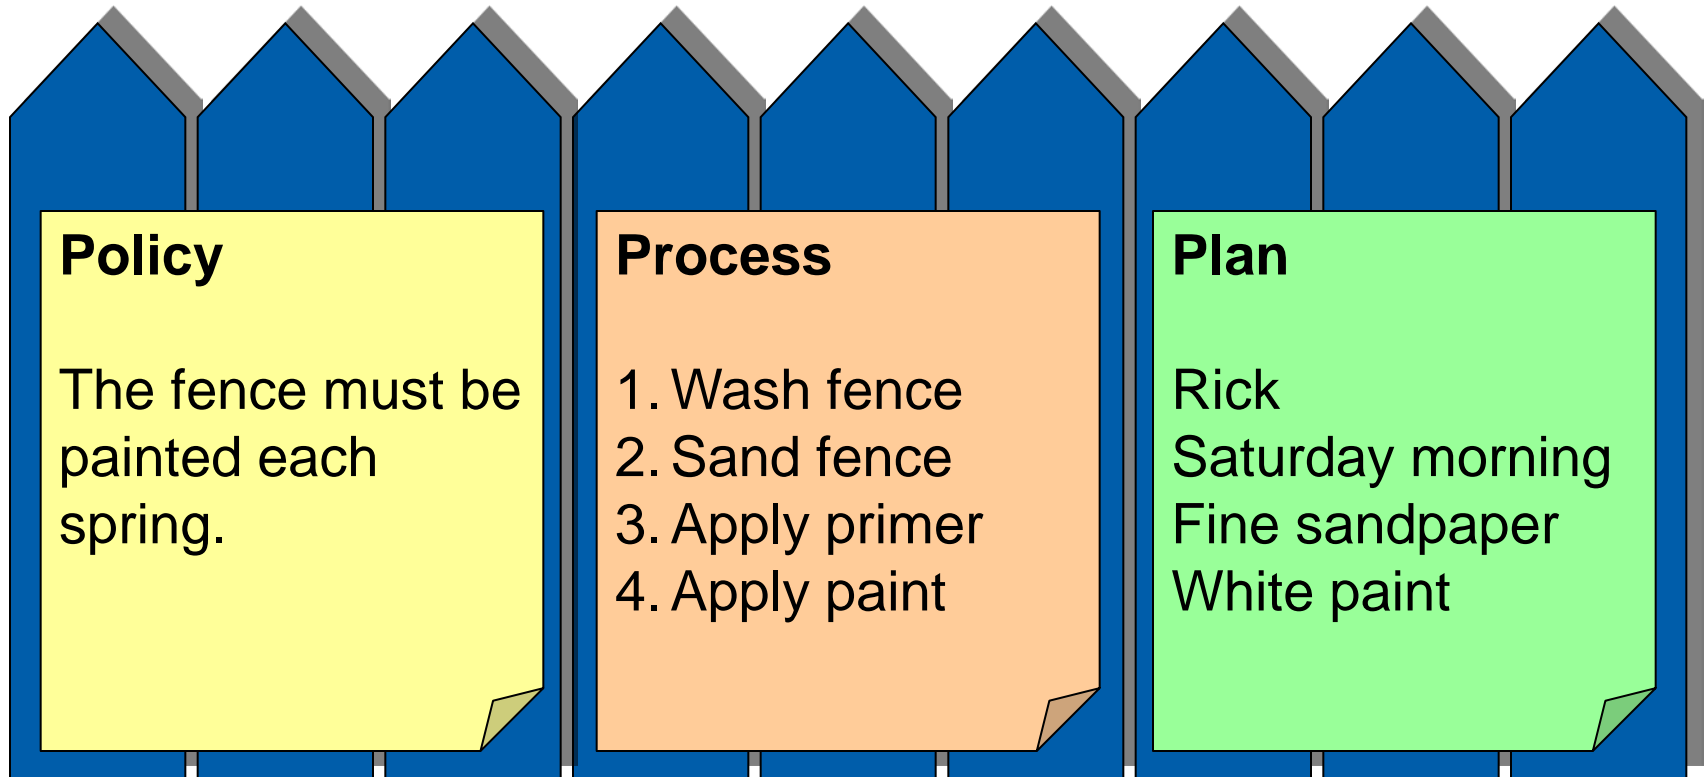 Policy
The fence must be
painted each
spring.
Process
1. Wash fence
2. Sand fence
3. Apply primer
4. Apply paint
Plan
Rick
Saturday morning
Fine sandpaper
White paint